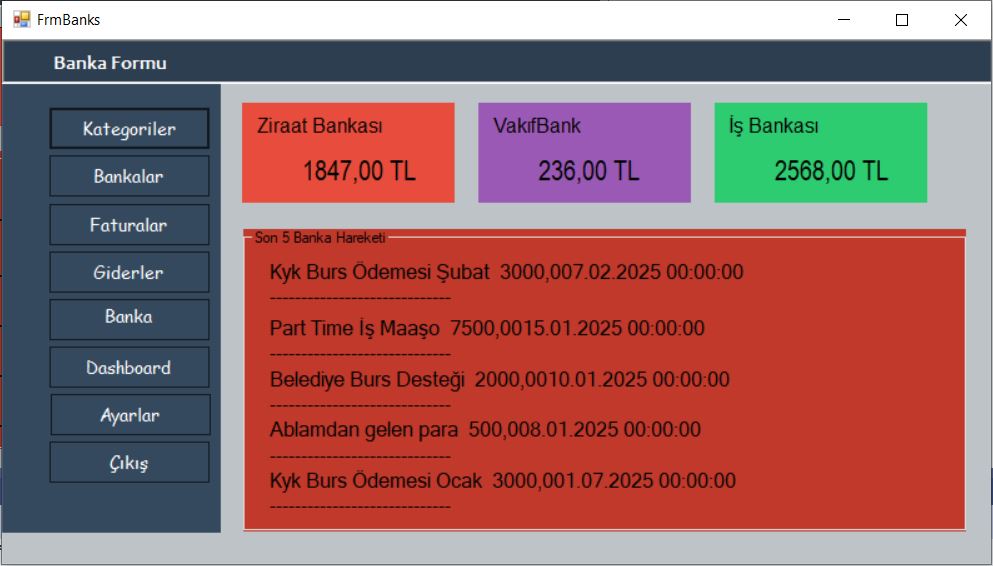 FrmBanks
Banka Formu
Kategoriler
Bankalar
Faturalar
Giderler
Banka
Dashboard
Ayarlar
Çıkış
Ziraat Bankası
1847,00 TL
VakıfBank
236,00 TL
İş Bankası
2568,00 TL
Son 5 Banka Hareketi
Kyk Burs Ödemesi Şubat  3000,007.02.2025 00:00:00
-----------------------------
Part Time İş Maaşo  7500,0015.01.2025 00:00:00
-----------------------------
Belediye Burs Desteği  2000,0010.01.2025 00:00:00
-----------------------------
Ablamdan gelen para  500,008.01.2025 00:00:00
-----------------------------
Kyk Burs Ödemesi Ocak  3000,001.07.2025 00:00:00
-----------------------------